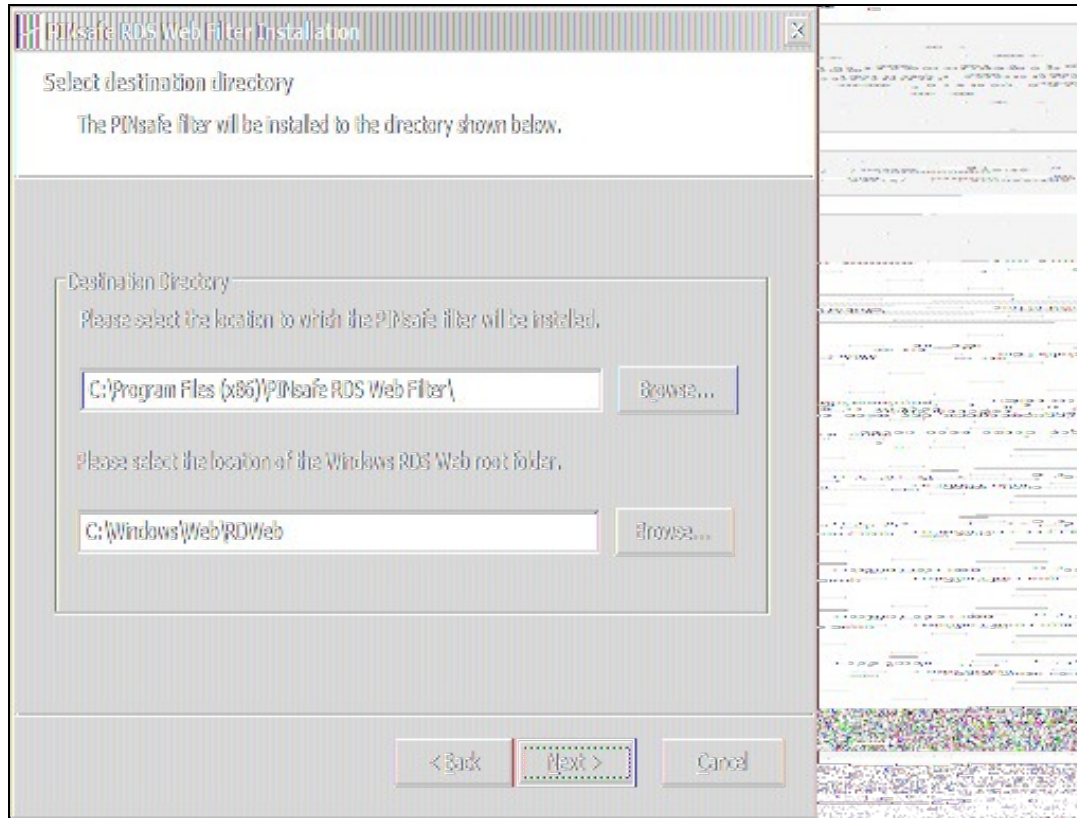 PINsafe RDS Web Filter Installation
Select destination directory
The PINsafe filter will be installed to the directory shown below.
Destination Directory
Please select the location to which the PINsafe filter will be installed.
C:\Program Files (x86)\PINsafe RDS Web Filter\
Browse...
Please select the location of the Windows RDS Web root folder.
C:\Windows\Web\RDWeb
Browse...
< Back
Next >
Cancel